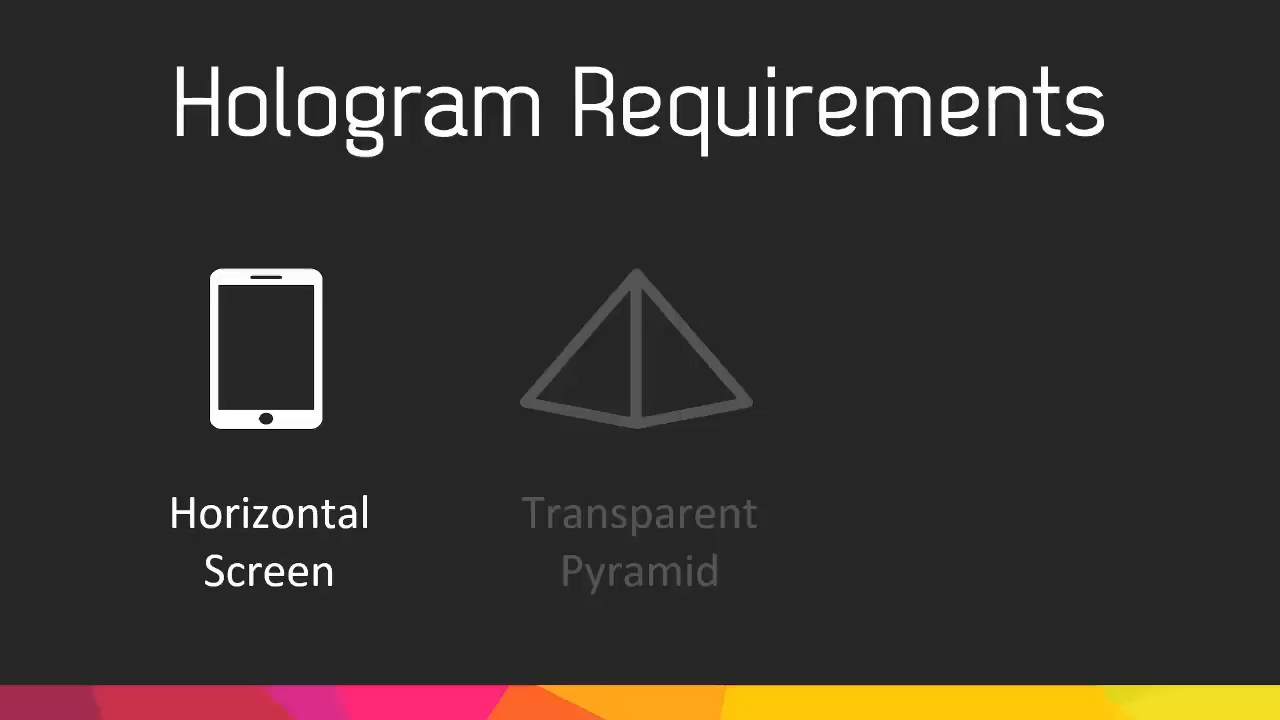 Hologram Requirements
Horizontal
Screen
Transparent
Pyramid